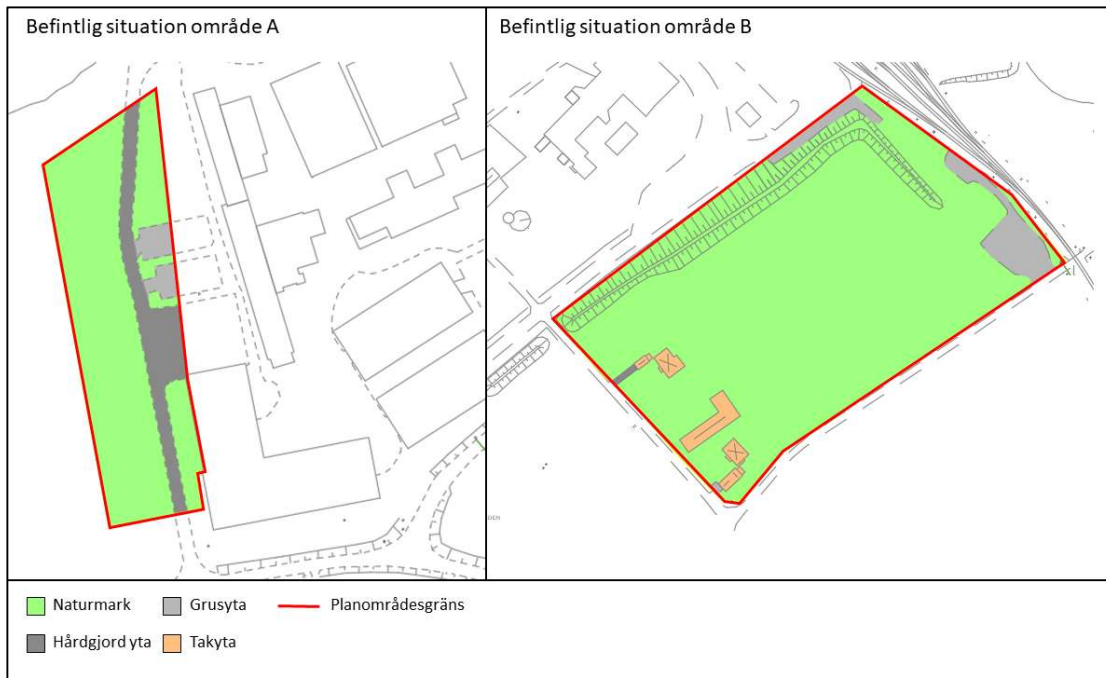 Befintlig situation område A
Befintlig situation område B
Naturmark
Grusyta
Planområdesgräns
Hårdgjord yta
Takyta